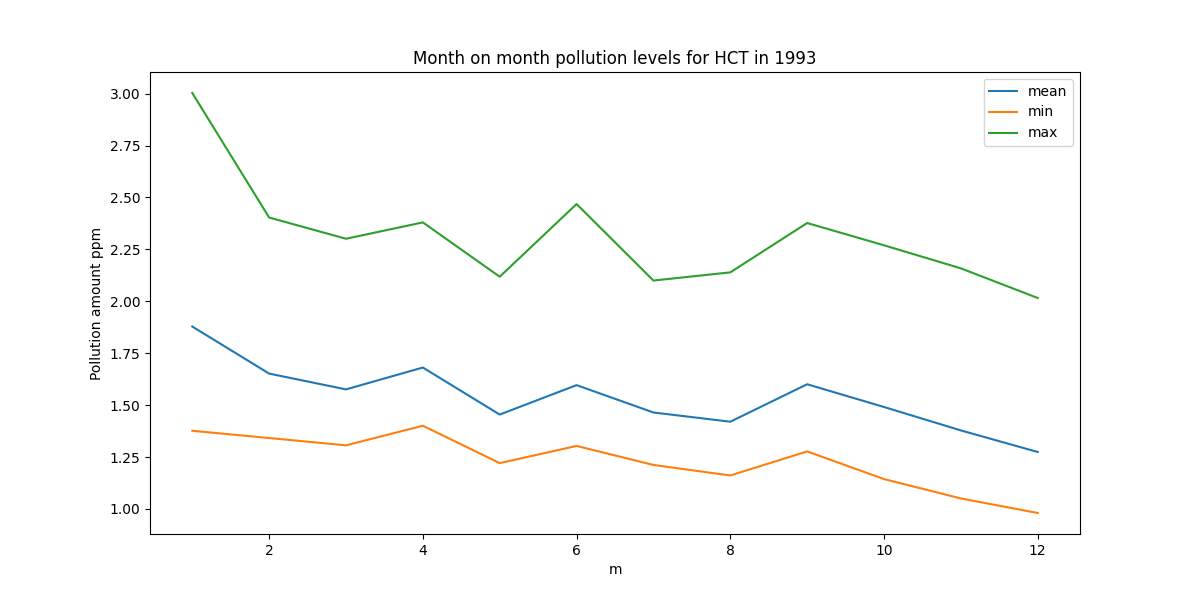 Month on month pollution levels for HCT in 1993
mean
min
max
3.00
2.75
2.50
2.25
2.00
1.75
1.50
1.25
1.00
Pollution amount ppm
2 4 6 8 10 12
m